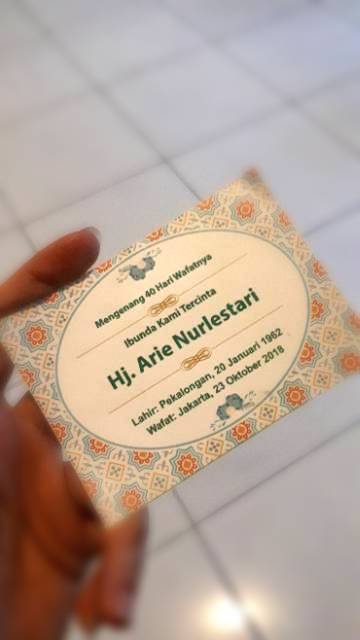 Mengenang 40 Hari Wafatnya
Ibunda Kami Tercinta
Hj. Arie Nurlestari
Lahir: Pekalongan, 20 Januari 1962
Wafat: Jakarta, 23 Oktober 2018